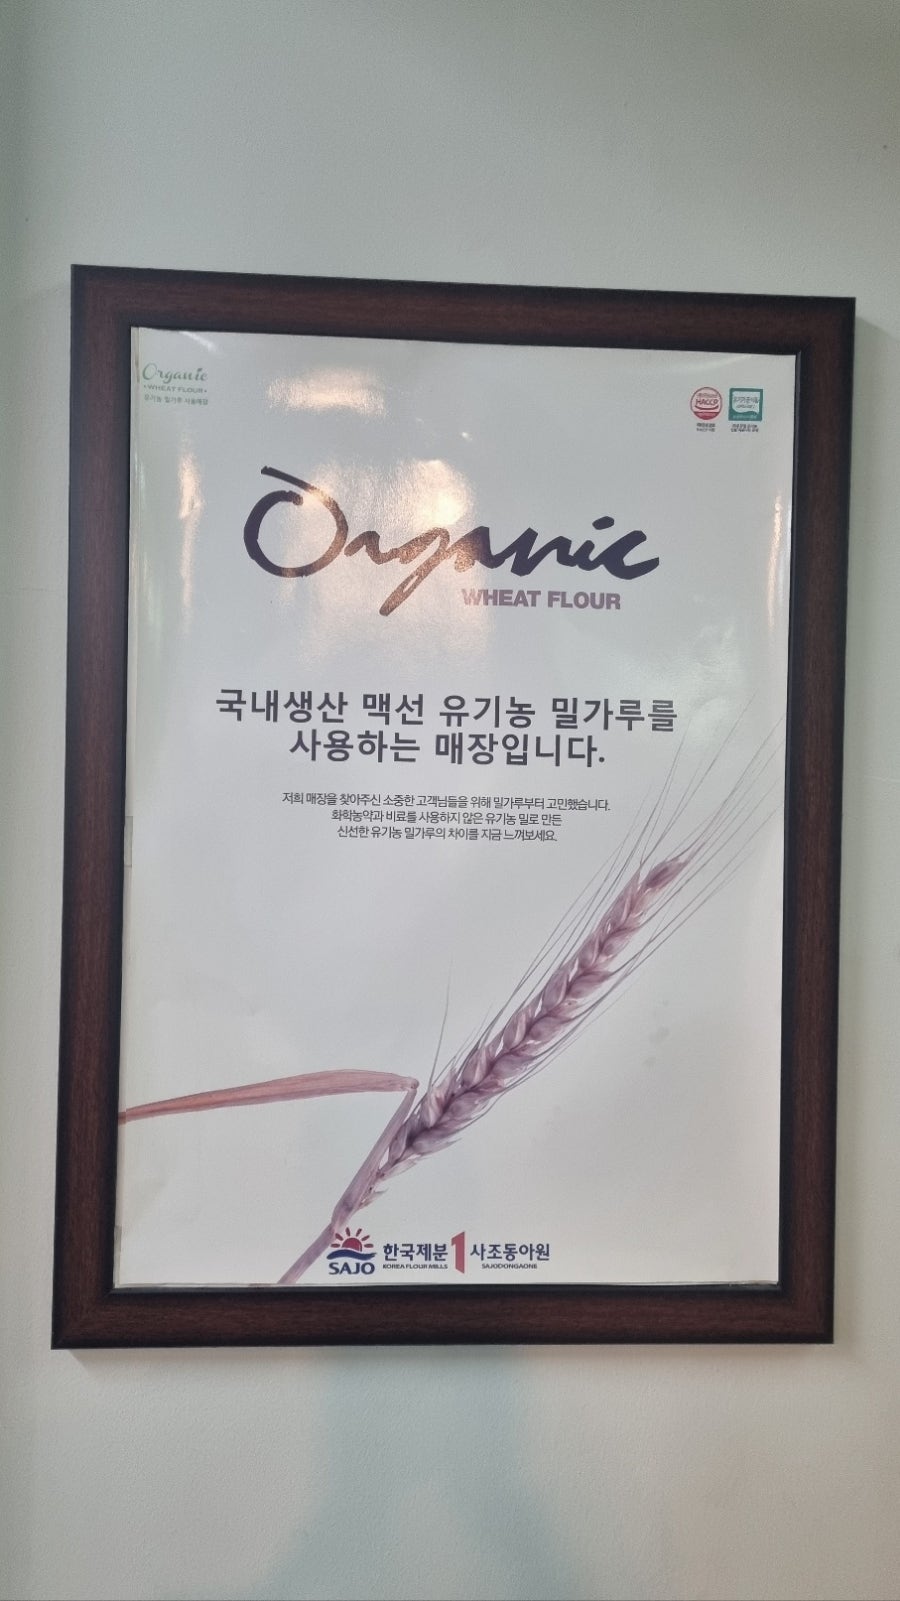 Organic
WHEAT FLOUR
유기농 밀가루 사용매장
HACCP
Organic
WHEAT FLOUR
국내생산 맥선 유기농 밀가루를
사용하는 매장입니다.
저희 매장을 찾아주신 소중한 고객님들을 위해 밀가루부터 고민했습니다.
화학농약과 비료를 사용하지 않은 유기농 밀로 만든
신선한 유기농 밀가루의 차이를 지금 느껴보세요.
SAJO 한국제분 1 사조동아원
KOREA FLOUR MILLS SAJODONGAONE